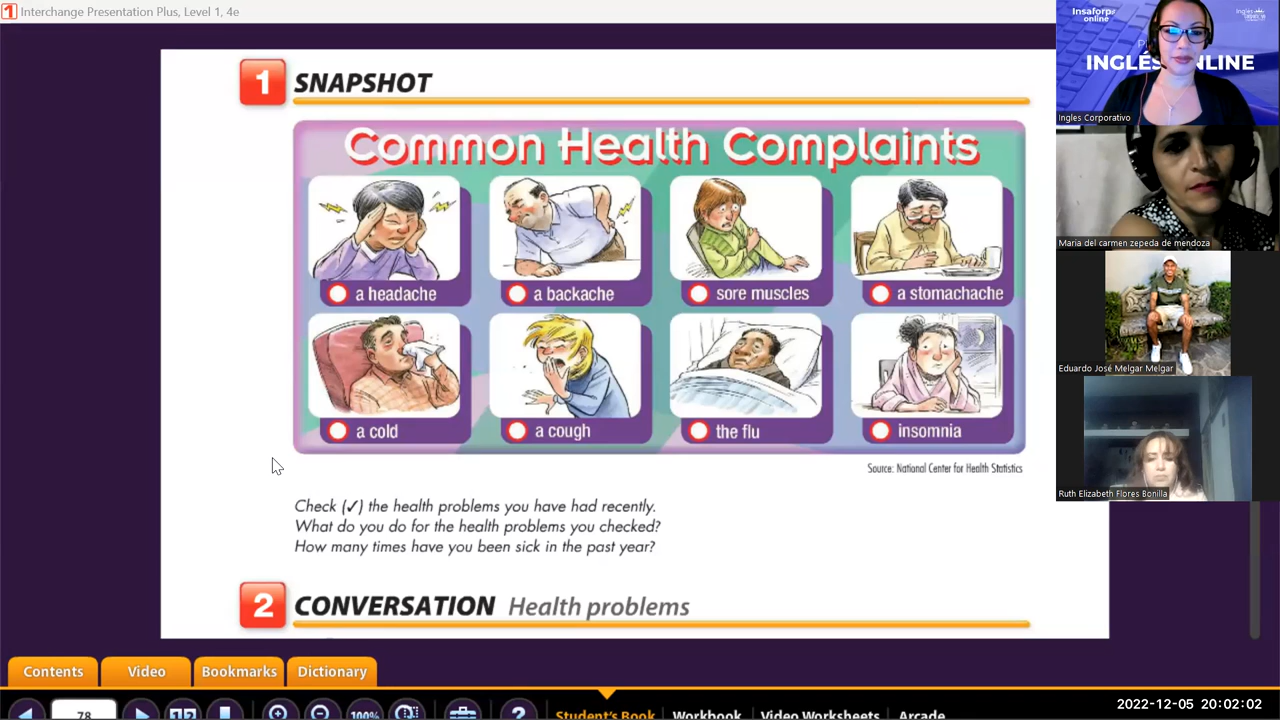 Interchange Presentation Plus, Level 1, 4e
1 SNAPSHOT
Common Health Complaints
a headache
a backache
sore muscles
a stomachache
a cold
a cough
the flu
insomnia
Source: National Center for Health Statistics
Check (✓) the health problems you have had recently.
What do you do for the health problems you checked?
How many times have you been sick in the past year?
2 CONVERSATION Health problems
Contents
Video
Bookmarks
Dictionary
78
100%
?
Student's Book
Workbook
Video Worksheets
Arcade
Insaforp
online
INGLÉS ONLINE
Ingles Corporativo
Maria del carmen zepeda de mendoza
Eduardo José Melgar Melgar
Ruth Elizabeth Flores Bonilla
2022-12-05 20:02:02